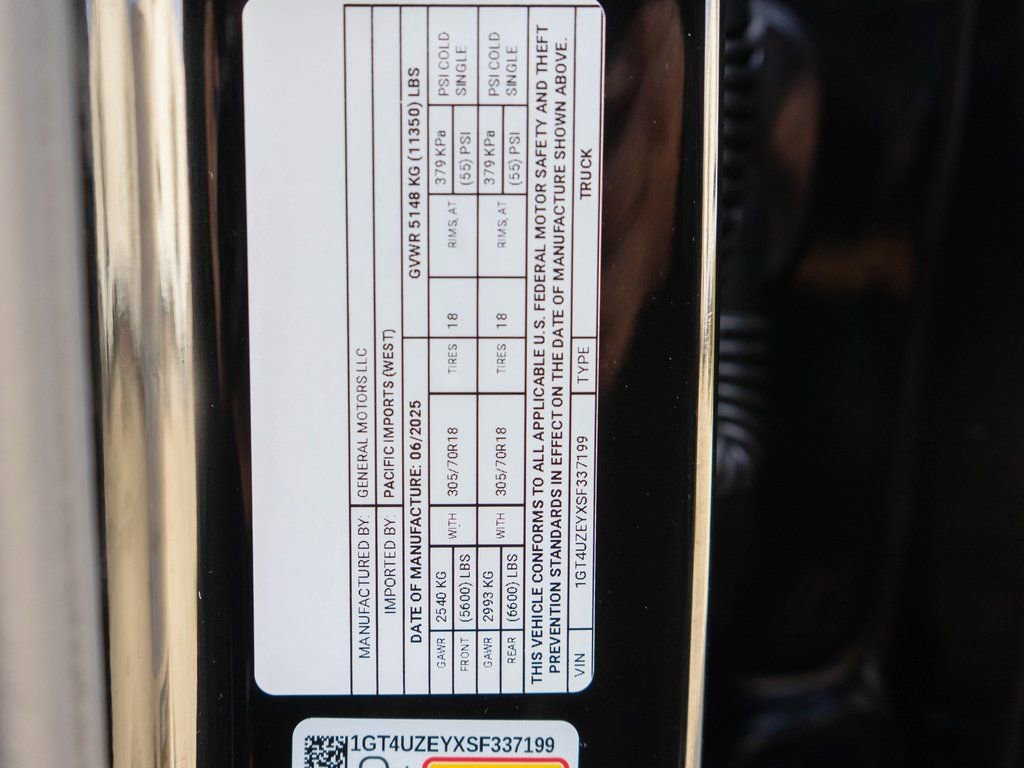 MANUFACTURED BY: GENERAL MOTORS LLC
IMPORTED BY: PACIFIC IMPORTS (WEST)
DATE OF MANUFACTURE: 06/2025 GVWR 5148 KG (11350) LBS
GAWR 2540 KG WITH 305/70R18 TIRES 18 RIMS, AT 379 KPa PSI COLD
FRONT (5600) LBS (55) PSI SINGLE
GAWR 2993 KG WITH 305/70R18 TIRES 18 RIMS, AT 379 KPa PSI COLD
REAR (6600) LBS (55) PSI SINGLE
THIS VEHICLE CONFORMS TO ALL APPLICABLE U.S. FEDERAL MOTOR SAFETY AND THEFT
PREVENTION STANDARDS IN EFFECT ON THE DATE OF MANUFACTURE SHOWN ABOVE.
VIN 1GT4UZEYXSF337199 TYPE TRUCK
1GT4UZEYXSF337199